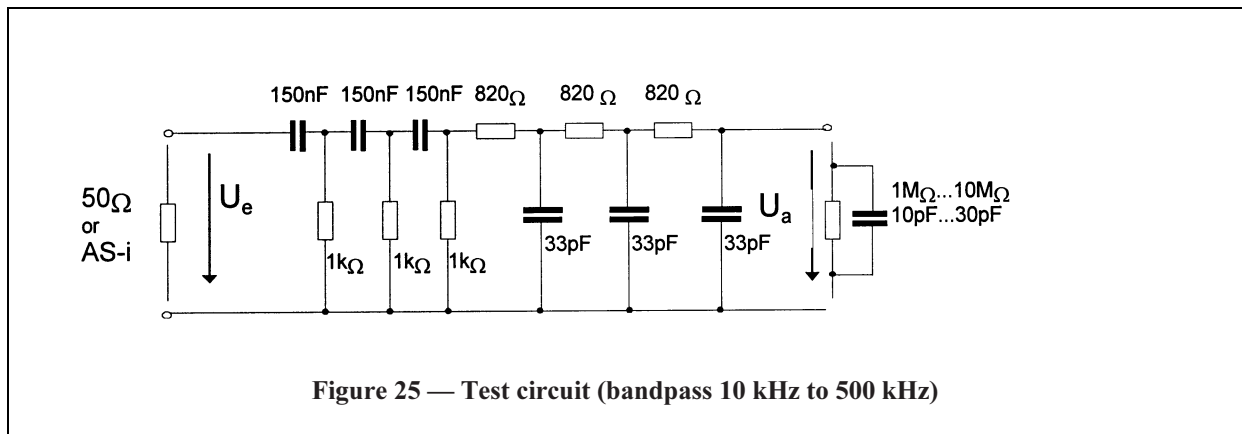 150nF 150nF 150nF 820Ω 820 Ω 820 Ω
50Ω
or
AS-i
Ue
1kΩ 1kΩ 1kΩ
33pF 33pF 33pF
Ua
1MΩ...10MΩ
10pF...30pF
Figure 25 — Test circuit (bandpass 10 kHz to 500 kHz)